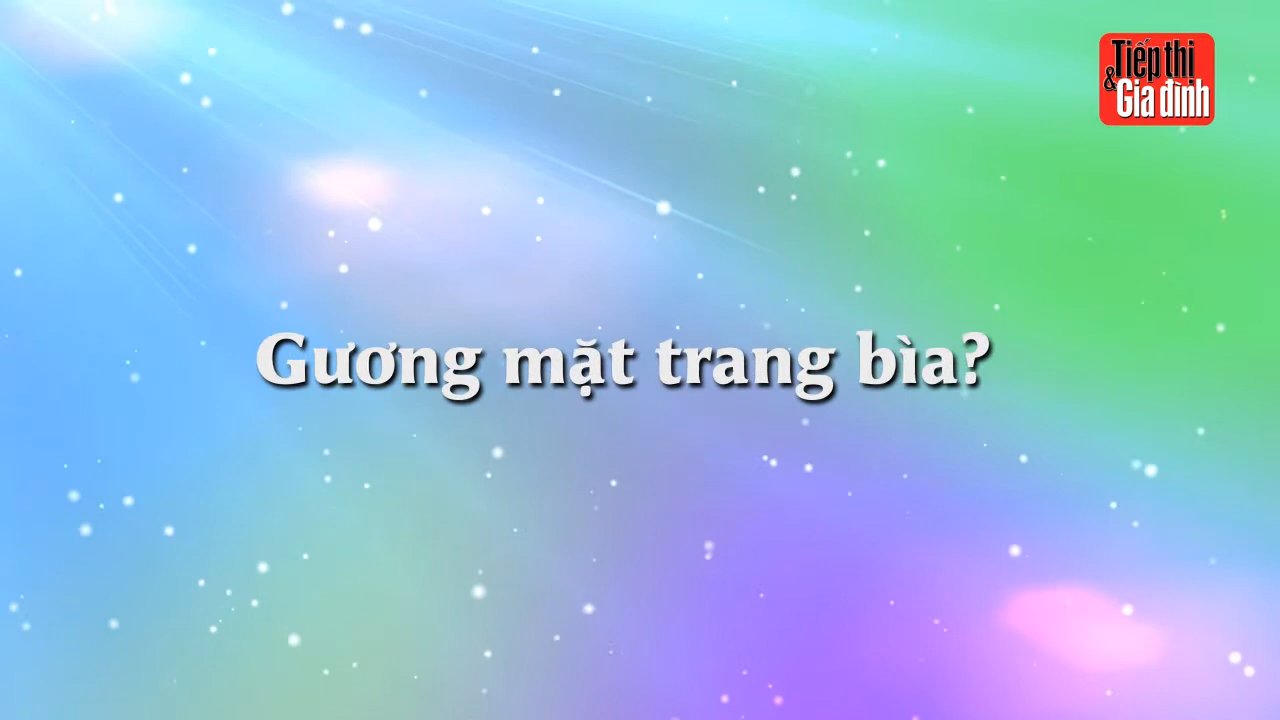 Tiếp thị
& Gia đình
Gương mặt trang bìa?